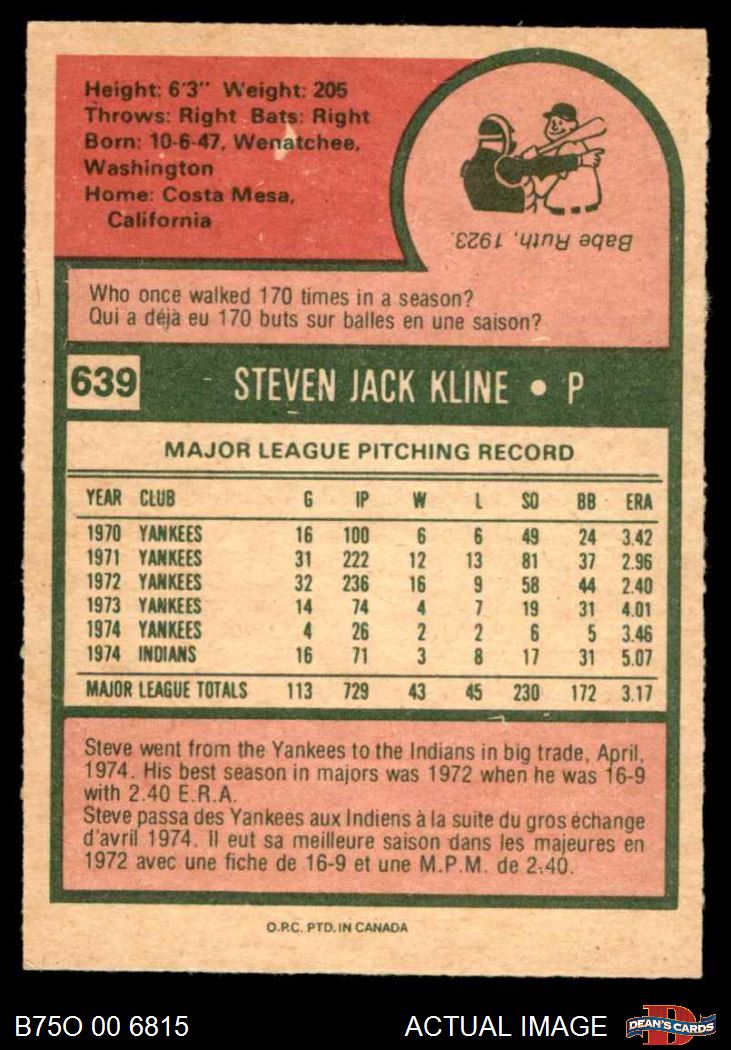 Height: 6'3" Weight: 205
Throws: Right Bats: Right
Born: 10-6-47, Wenatchee,
Washington
Home: Costa Mesa,
California
Babe Ruth, 1923.
Who once walked 170 times in a season?
Qui a déjà eu 170 buts sur balles en une saison?
639 STEVEN JACK KLINE • P
MAJOR LEAGUE PITCHING RECORD
YEAR CLUB G IP W L SO BB ERA
1970 YANKEES 16 100 6 6 49 24 3.42
1971 YANKEES 31 222 12 13 81 37 2.96
1972 YANKEES 32 236 16 9 58 44 2.40
1973 YANKEES 14 74 4 7 19 31 4.01
1974 YANKEES 4 26 2 2 6 5 3.46
1974 INDIANS 16 71 3 8 17 31 5.07
MAJOR LEAGUE TOTALS 113 729 43 45 230 172 3.17
Steve went from the Yankees to the Indians in big trade, April,
1974. His best season in majors was 1972 when he was 16-9
with 2.40 E.R.A.
Steve passa des Yankees aux Indiens à la suite du gros échange
d'avril 1974. Il eut sa meilleure saison dans les majeures en
1972 avec une fiche de 16-9 et une M.P.M. de 2.40.
O.P.C. PTD. IN CANADA
B75O 00 6815 ACTUAL IMAGE D DEAN'S CARDS